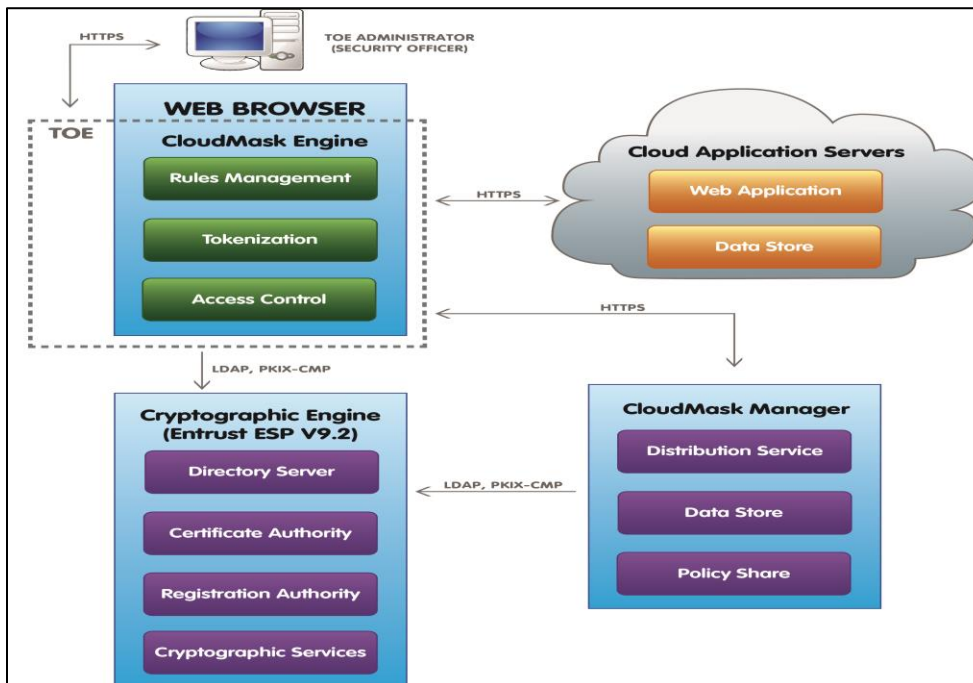 HTTPS
TOE ADMINISTRATOR
(SECURITY OFFICER)
WEB BROWSER
TOE
CloudMask Engine
Rules Management
Tokenization
Access Control
HTTPS
Cloud Application Servers
Web Application
Data Store
HTTPS
LDAP, PKIX-CMP
Cryptographic Engine
(Entrust ESP V9.2)
Directory Server
Certificate Authority
Registration Authority
Cryptographic Services
LDAP, PKIX-CMP
CloudMask Manager
Distribution Service
Data Store
Policy Share